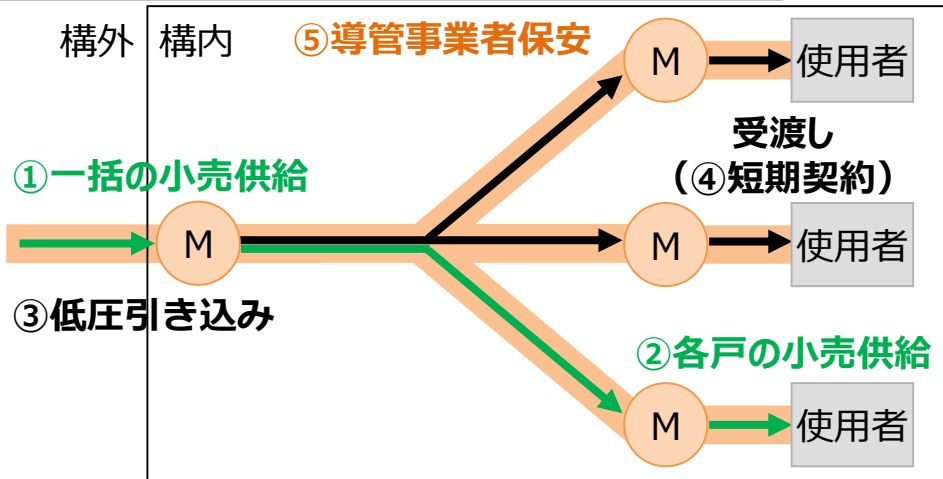 構外 構内
⑤導管事業者保安
M
使用者
受渡し
（④短期契約）
①一括の小売供給
M
M
使用者
③低圧引き込み
②各戸の小売供給
M
使用者